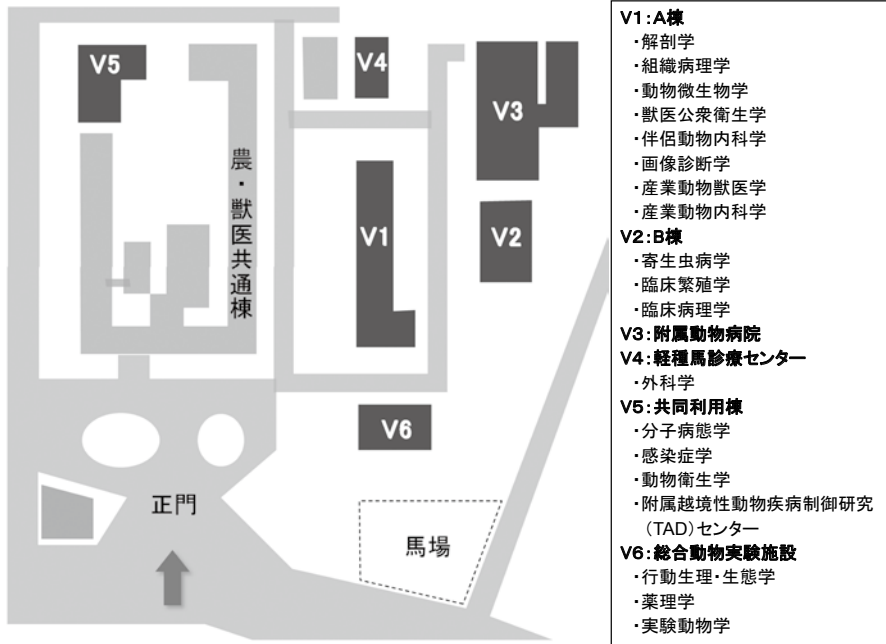 V5
V4
V3
農・獣医共通棟
V1
V2
V6
正門
馬場
V1:A棟
・解剖学
・組織病理学
・動物微生物学
・獣医公衆衛生学
・伴侶動物内科学
・画像診断学
・産業動物獣医学
・産業動物内科学
V2:B棟
・寄生虫病学
・臨床繁殖学
・臨床病理学
V3:附属動物病院
V4:軽種馬診療センター
・外科学
V5:共同利用棟
・分子病態学
・感染症学
・動物衛生学
・附属越境性動物疾病制御研究
（TAD）センター
V6:総合動物実験施設
・行動生理・生態学
・薬理学
・実験動物学